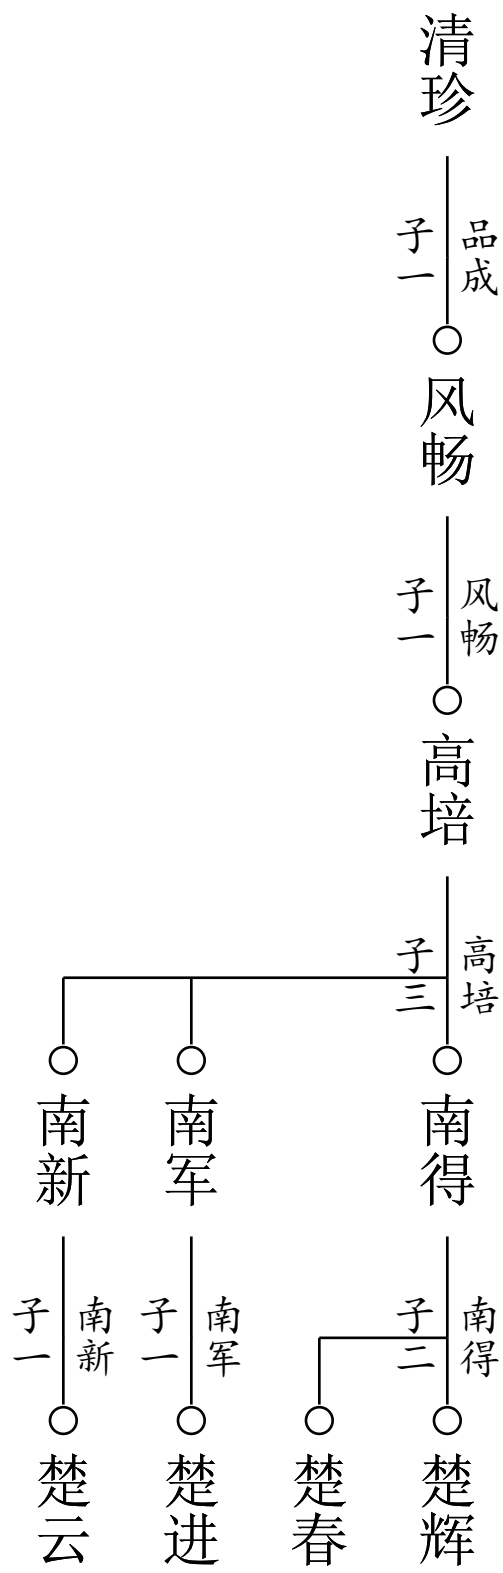 清珍
品成
子一
风畅
风畅
子一
高培
高培
子三
南得
南军
南新
南得
子二
南军
子一
南新
子一
楚辉
楚春
楚进
楚云